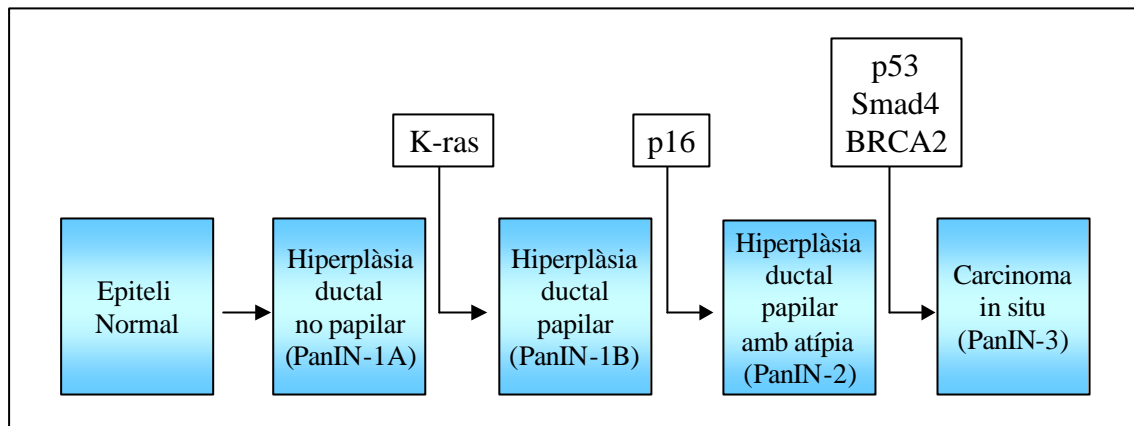 p53
Smad4
BRCA2
K-ras
p16
Epiteli
Normal
Hiperplàsia
ductal
no papilar
(PanIN-1A)
Hiperplàsia
ductal
papilar
(PanIN-1B)
Hiperplàsia
ductal
papilar
amb atípia
(PanIN-2)
Carcinoma
in situ
(PanIN-3)